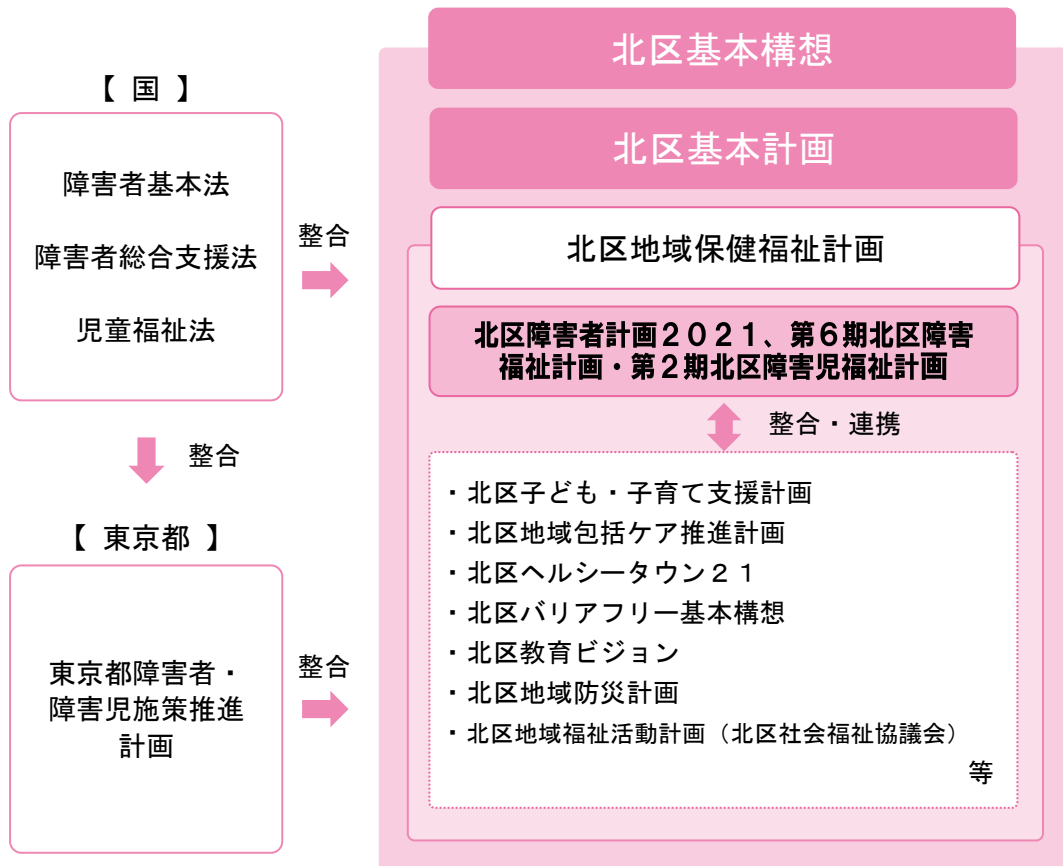 【 国 】
障害者基本法
障害者総合支援法
児童福祉法
整合
整合
【 東京都 】
東京都障害者・
障害児施策推進
計画
整合
北区基本構想
北区基本計画
北区地域保健福祉計画
北区障害者計画２０２１、第６期北区障害
福祉計画・第２期北区障害児福祉計画
整合・連携
・北区子ども・子育て支援計画
・北区地域包括ケア推進計画
・北区ヘルシータウン２１
・北区バリアフリー基本構想
・北区教育ビジョン
・北区地域防災計画
・北区地域福祉活動計画（北区社会福祉協議会）
等